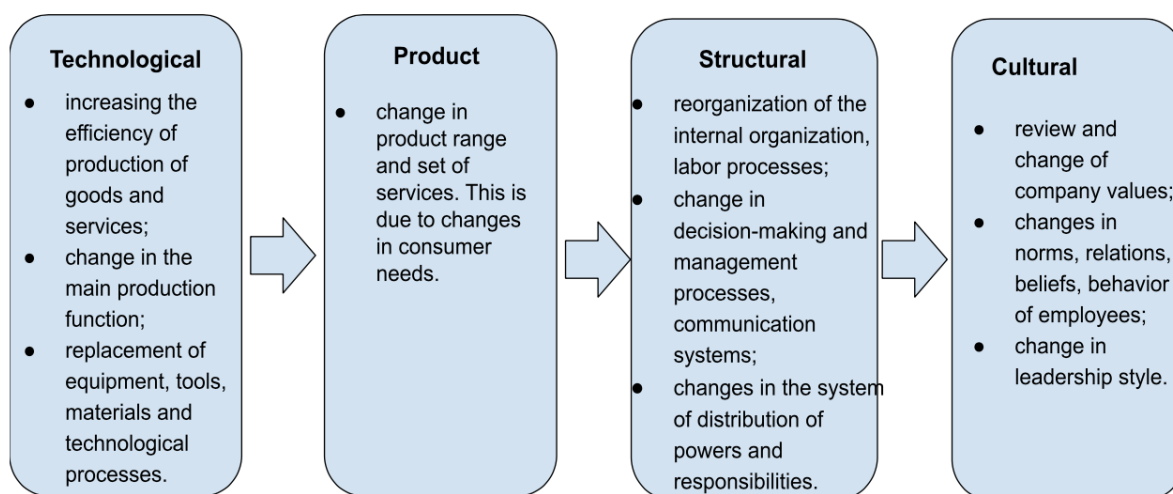 Technological
● increasing the
efficiency of
production of
goods and
services;
● change in the
main production
function;
● replacement of
equipment, tools,
materials and
technological
processes.
Product
● change in
product range
and set of
services. This is
due to changes
in consumer
needs.
Structural
● reorganization of the
internal organization,
labor processes;
● change in
decision-making and
management
processes,
communication
systems;
● changes in the system
of distribution of
powers and
responsibilities.
Cultural
● review and
change of
company values;
● changes in
norms, relations,
beliefs, behavior
of employees;
● change in
leadership style.